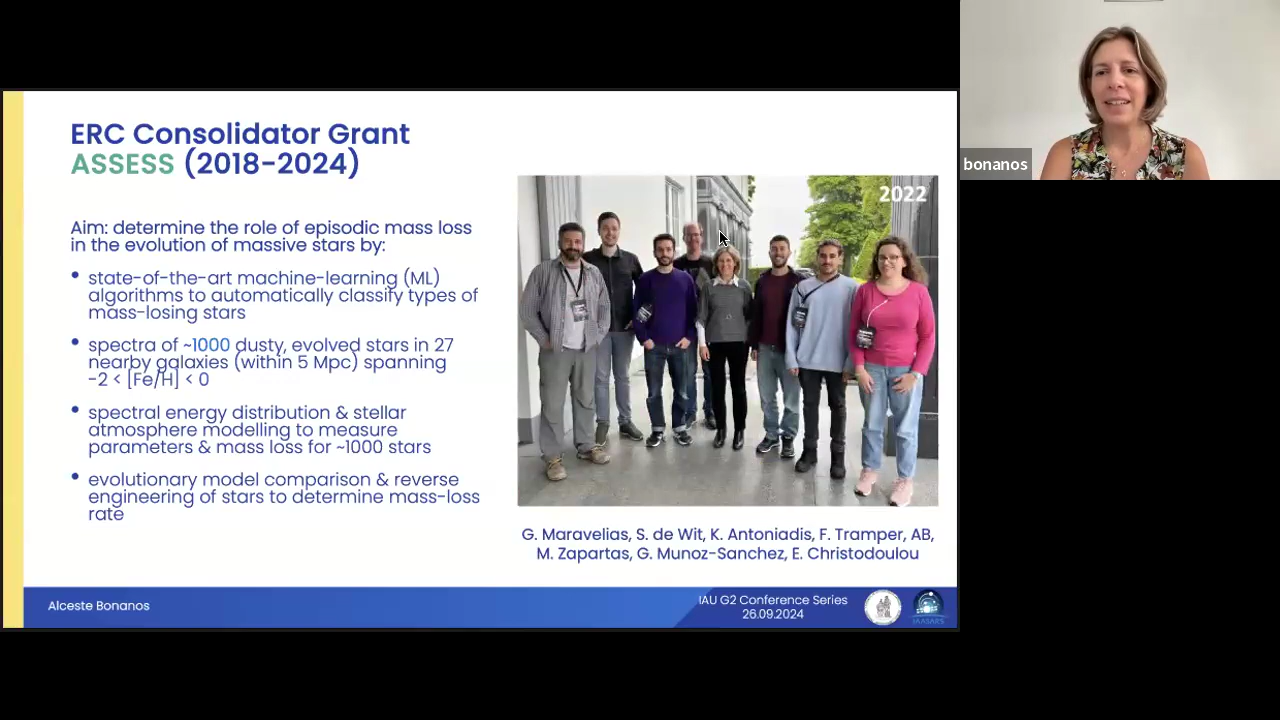 ERC Consolidator Grant
ASSESS (2018-2024)
Aim: determine the role of episodic mass loss
in the evolution of massive stars by:
• state-of-the-art machine-learning (ML)
algorithms to automatically classify types of
mass-losing stars
• spectra of ~1000 dusty, evolved stars in 27
nearby galaxies (within 5 Mpc) spanning
-2 < [Fe/H] < 0
• spectral energy distribution & stellar
atmosphere modelling to measure
parameters & mass loss for ~1000 stars
• evolutionary model comparison & reverse
engineering of stars to determine mass-loss
rate
2022
G. Maravelias, S. de Wit, K. Antoniadis, F. Tramper, AB,
M. Zapartas, G. Munoz-Sanchez, E. Christodoulou
Alceste Bonanos
IAU G2 Conference Series
26.09.2024
IAASARS
bonanos